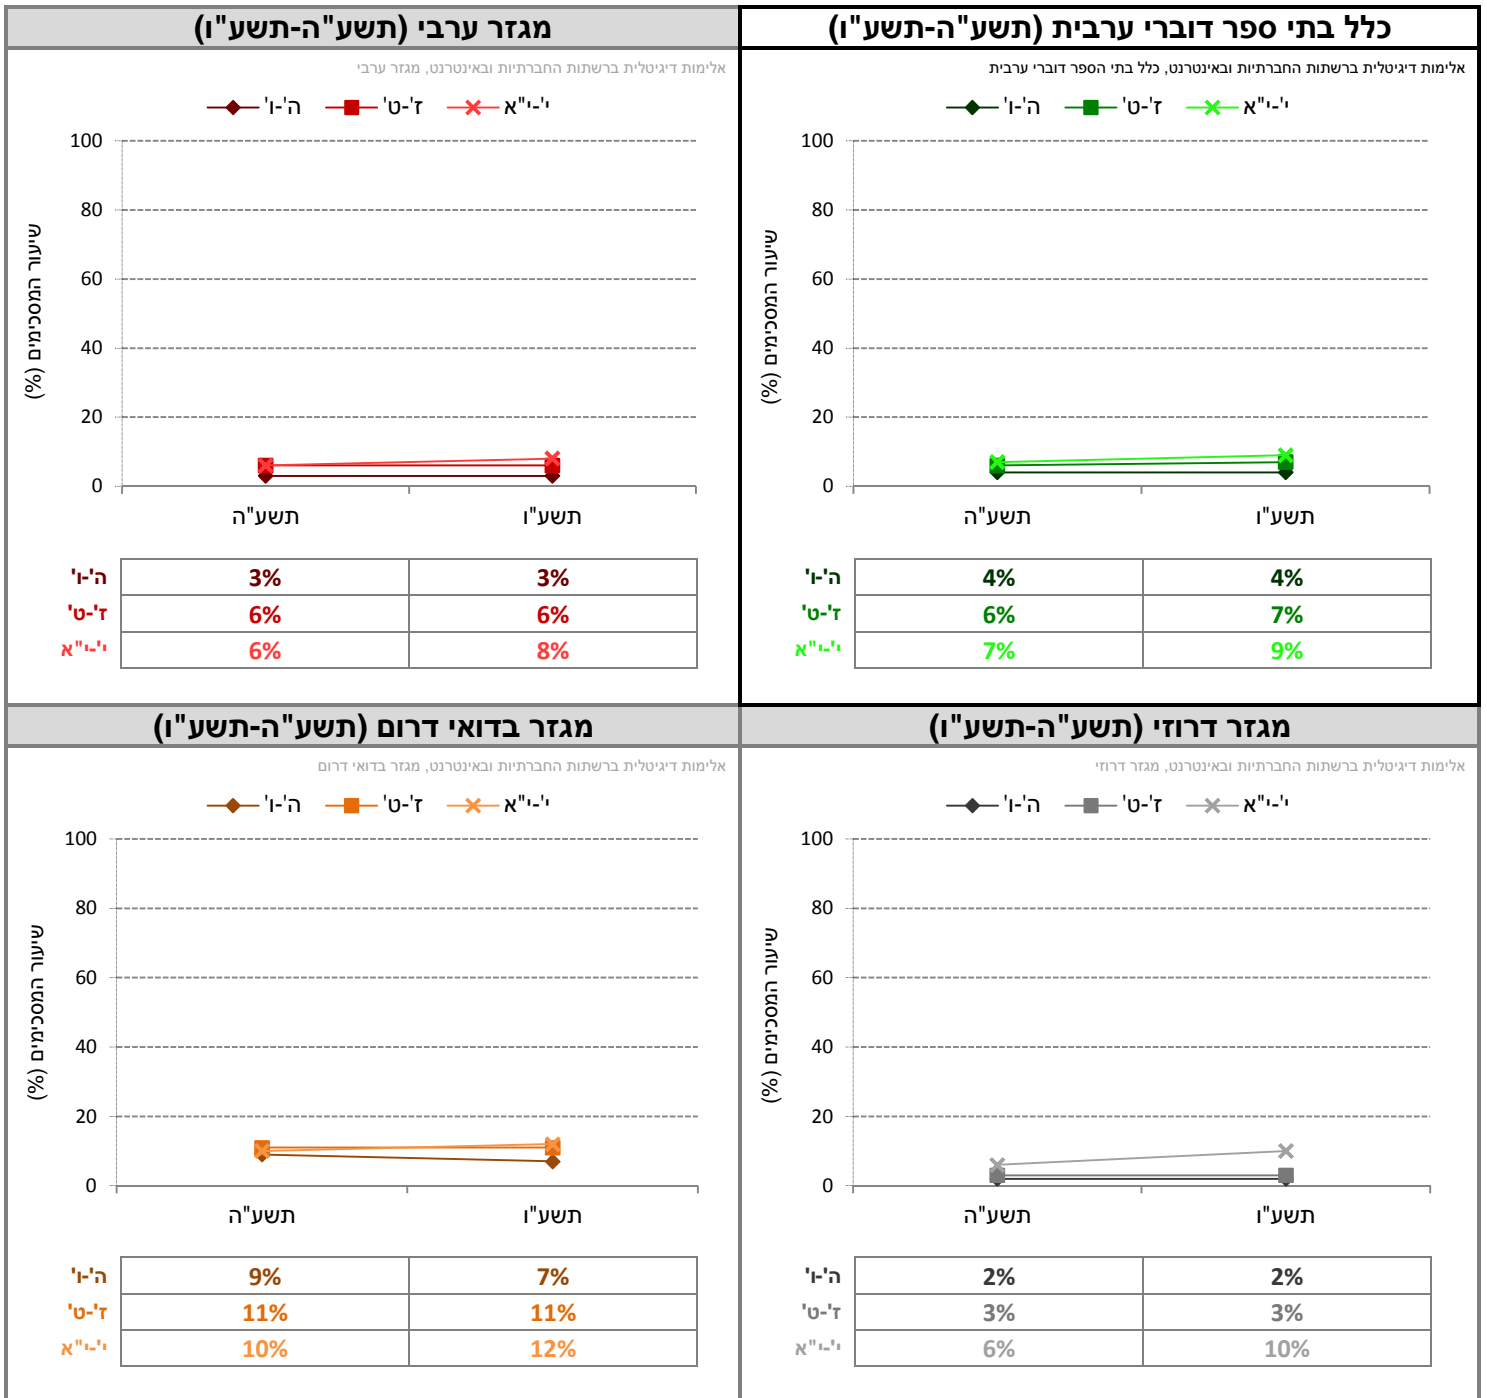 כלל בתי ספר דוברי ערבית (תשע"ה-תשע"ו)
אלימות דיגיטלית ברשתות החברתיות ובאינטרנט, כלל בתי הספר דוברי ערבית
ה'-ו' ז'-ט' י'-י"א
שיעור המסכימים (%)
100
80
60
40
20
0
תשע"ה תשע"ו
ה'-ו' 4% 4%
ז'-ט' 6% 7%
י'-י"א 7% 9%
מגזר ערבי (תשע"ה-תשע"ו)
אלימות דיגיטלית ברשתות החברתיות ובאינטרנט, מגזר ערבי
ה'-ו' ז'-ט' י'-י"א
שיעור המסכימים (%)
100
80
60
40
20
0
תשע"ה תשע"ו
ה'-ו' 3% 3%
ז'-ט' 6% 6%
י'-י"א 6% 8%
מגזר דרוזי (תשע"ה-תשע"ו)
אלימות דיגיטלית ברשתות החברתיות ובאינטרנט, מגזר דרוזי
ה'-ו' ז'-ט' י'-י"א
שיעור המסכימים (%)
100
80
60
40
20
0
תשע"ה תשע"ו
ה'-ו' 2% 2%
ז'-ט' 3% 3%
י'-י"א 6% 10%
מגזר בדואי דרום (תשע"ה-תשע"ו)
אלימות דיגיטלית ברשתות החברתיות ובאינטרנט, מגזר בדואי דרום
ה'-ו' ז'-ט' י'-י"א
שיעור המסכימים (%)
100
80
60
40
20
0
תשע"ה תשע"ו
ה'-ו' 9% 7%
ז'-ט' 11% 11%
י'-י"א 10% 12%